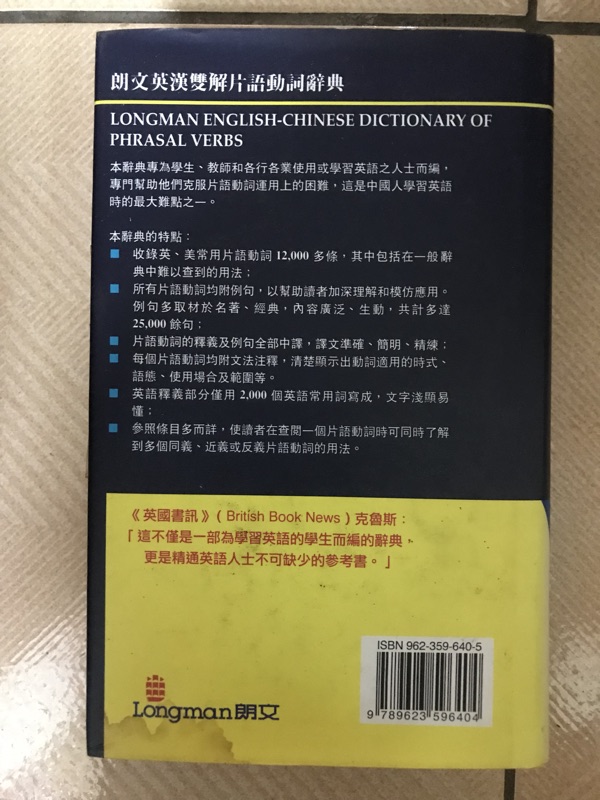 朗文英漢雙解片語動詞辭典
LONGMAN ENGLISH-CHINESE DICTIONARY OF
PHRASAL VERBS
本辭典專為學生、教師和各行各業使用或學習英語之人士而編，
專門幫助他們克服片語動詞運用上的困難，這是中國人學習英語
時的最大難點之一。
本辭典的特點：
■ 收錄英、美常用片語動詞 12,000 多條，其中包括在一般辭
典中難以查到的用法；
■ 所有片語動詞均附例句，以幫助讀者加深理解和模仿應用。
例句多取材於名著、經典，內容廣泛、生動，共計多達
25,000 餘句；
■ 片語動詞的釋義及例句全部中譯，譯文準確、簡明、精練；
■ 每個片語動詞均附文法注釋，清楚顯示出動詞適用的時式、
語態、使用場合及範圍等。
■ 英語釋義部分僅用 2,000 個英語常用詞寫成，文字淺顯易
懂；
■ 參照條目多而詳，使讀者在查閱一個片語動詞時可同時了解
到多個同義、近義或反義片語動詞的用法。
《英國書訊》（British Book News）克魯斯：
「這不僅是一部為學習英語的學生而編的辭典，
更是精通英語人士不可缺少的參考書。」
ISBN 962-359-640-5
9 789623 596404
Longman朗文